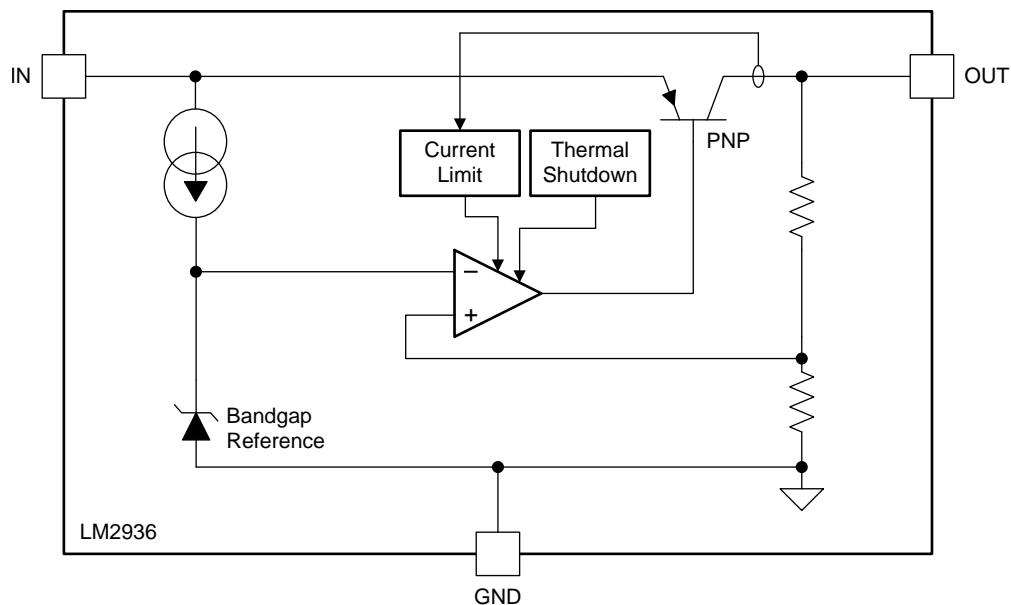 IN
OUT
PNP
Current
Limit
Thermal
Shutdown
−
+
Bandgap
Reference
LM2936
GND